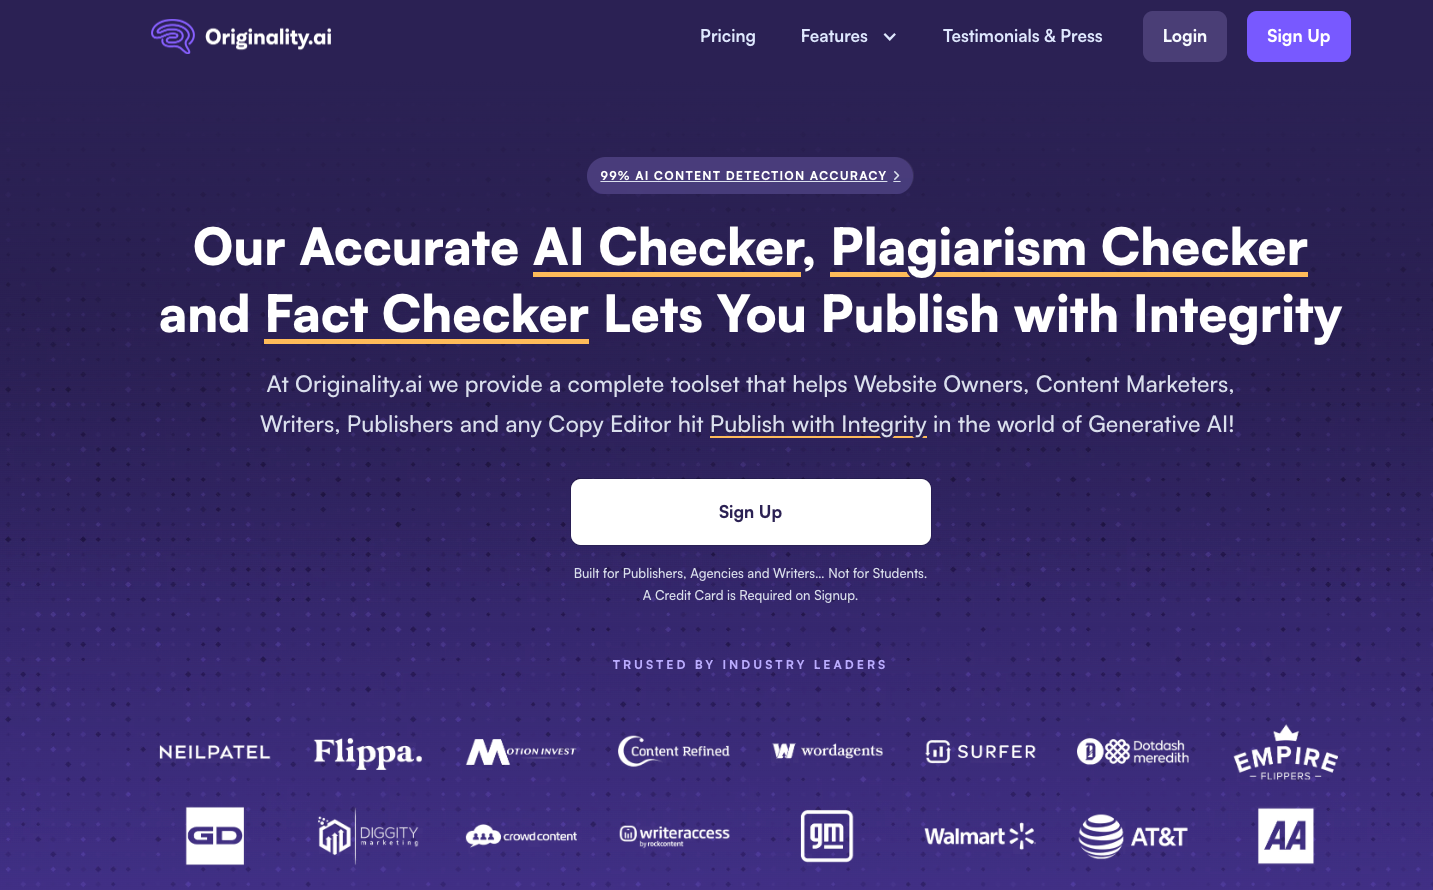 Originality.ai
Pricing
Features
Testimonials & Press
Login
Sign Up
99% AI CONTENT DETECTION ACCURACY
Our Accurate AI Checker, Plagiarism Checker
and Fact Checker Lets You Publish with Integrity
At Originality.ai we provide a complete toolset that helps Website Owners, Content Marketers,
Writers, Publishers and any Copy Editor hit Publish with Integrity in the world of Generative AI!
Sign Up
Built for Publishers, Agencies and Writers... Not for Students.
A Credit Card is Required on Signup.
TRUSTED BY INDUSTRY LEADERS
NEILPATEL
Flippa.
MOTION INVEST
Content Refined
W wordagents
SURFER
D Dotdash
meredith
EMPIRE
FLIPPERS
GD
DIGGITY
marketing
crowdcontent
writeraccess
by rockcontent
gm
Walmart
AT&T
AA